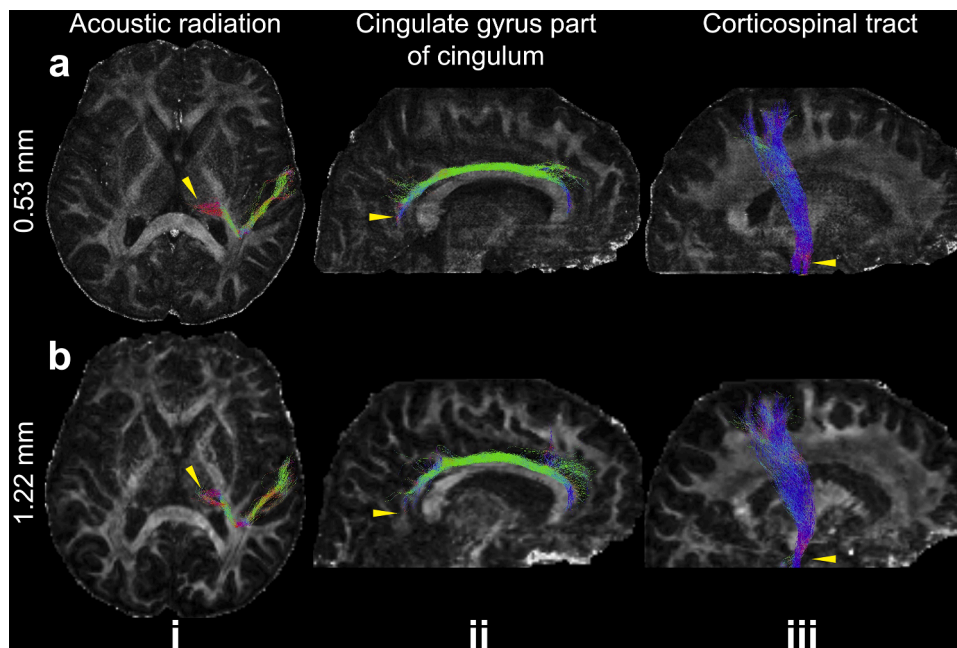 Acoustic radiation
Cingulate gyrus part
of cingulum
Corticospinal tract
a
0.53 mm
b
1.22 mm
i
ii
iii